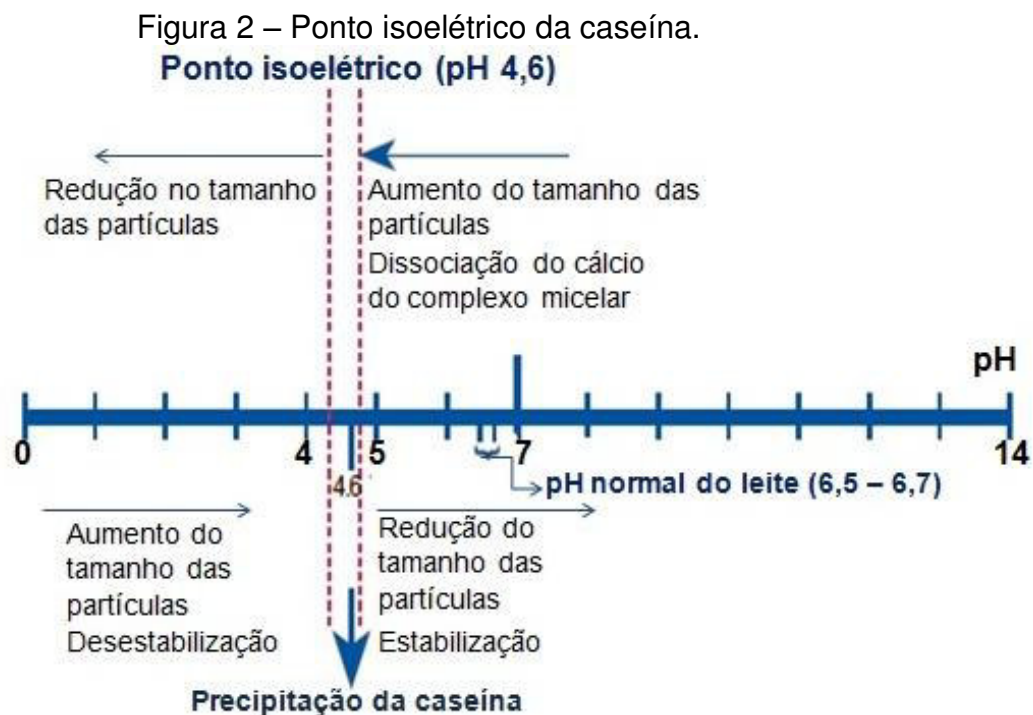 Figura 2 – Ponto isoelétrico da caseína.
Ponto isoelétrico (pH 4,6)
Redução no tamanho
das partículas
Aumento do tamanho das
partículas
Dissociação do cálcio
do complexo micelar
pH
0
4
5
7
14
4.6
pH normal do leite (6,5 – 6,7)
Aumento do
tamanho das
partículas
Desestabilização
Redução do
tamanho das
partículas
Estabilização
Precipitação da caseína